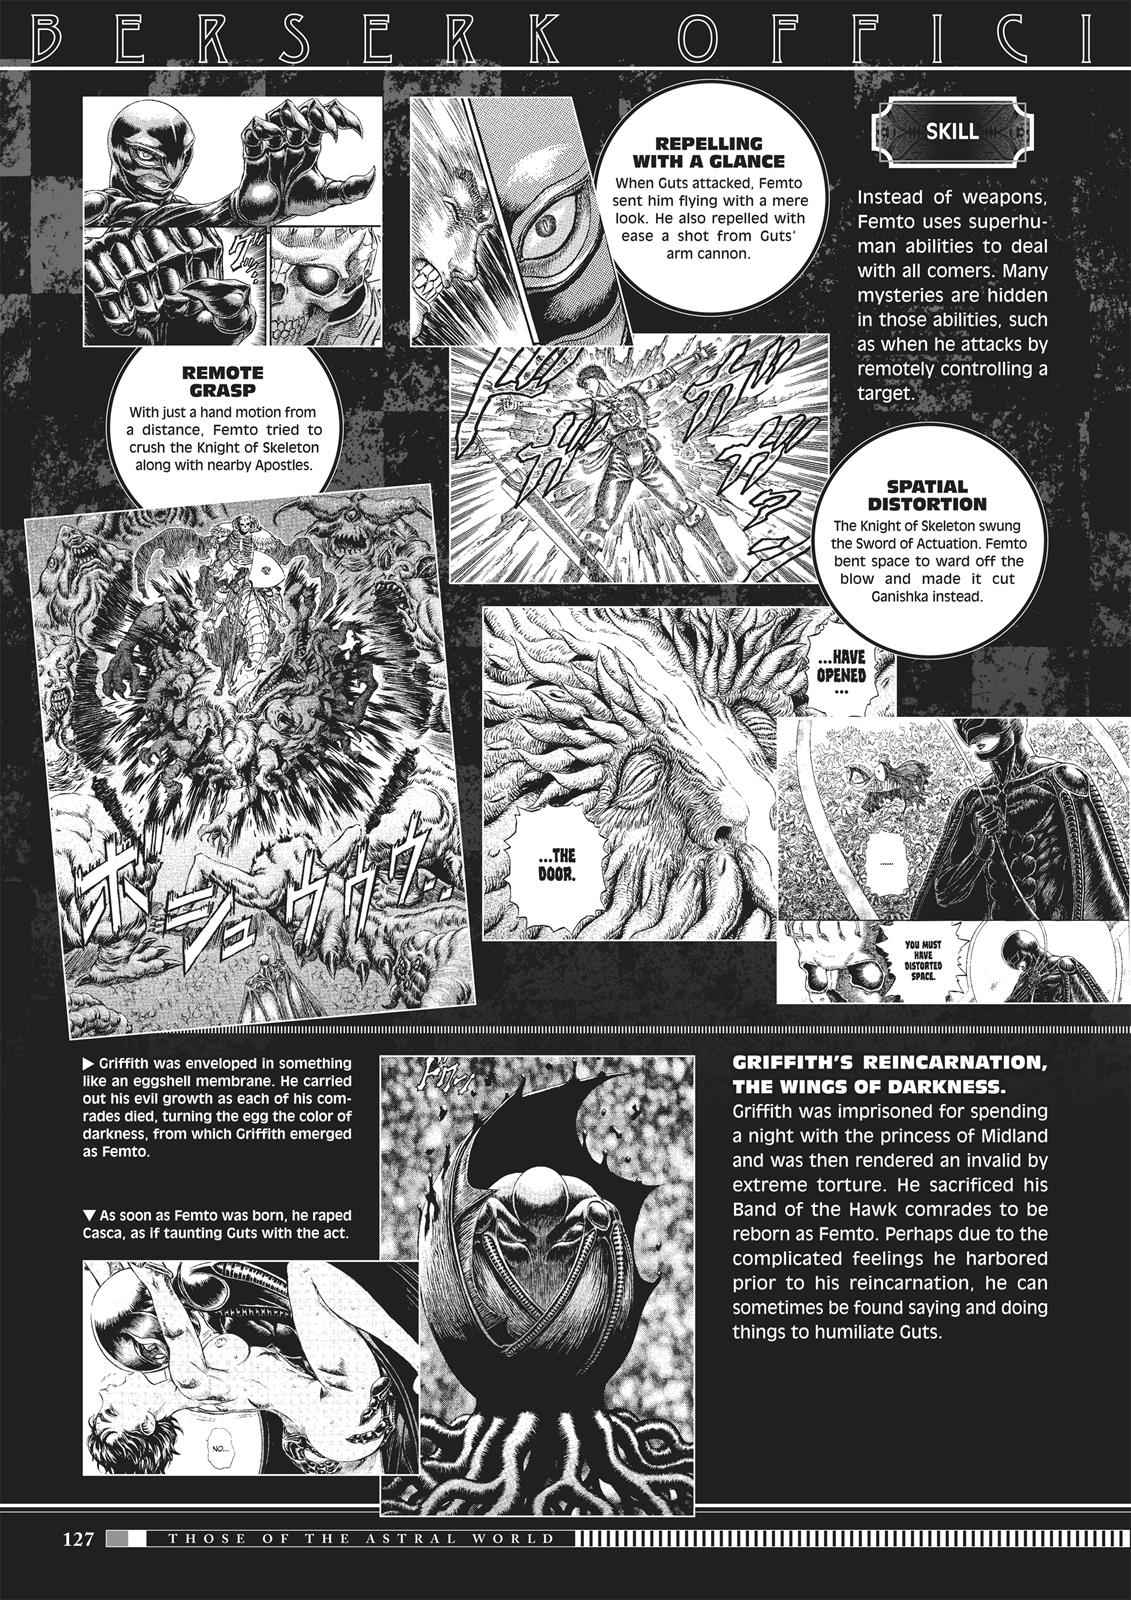 BERSERK OFFICI
SKILL
Instead of weapons,
Femto uses superhu-
man abilities to deal
with all comers. Many
mysteries are hidden
in those abilities, such
as when he attacks by
remotely controlling a
target.
REPELLING
WITH A GLANCE
When Guts attacked, Femto
sent him flying with a mere
look. He also repelled with
ease a shot from Guts'
arm cannon.
REMOTE
GRASP
With just a hand motion from
a distance, Femto tried to
crush the Knight of Skeleton
along with nearby Apostles.
SPATIAL
DISTORTION
The Knight of Skeleton swung
the Sword of Actuation. Femto
bent space to ward off the
blow and made it cut
Ganishka instead.
...HAVE
OPENED
...
...THE
DOOR.
......
YOU MUST
HAVE
DISTORTED
SPACE.
ボシュウウウ..
▶ Griffith was enveloped in something
like an eggshell membrane. He carried
out his evil growth as each of his com-
rades died, turning the egg the color of
darkness, from which Griffith emerged
as Femto.
▼ As soon as Femto was born, he raped
Casca, as if taunting Guts with the act.
NO...
GRIFFITH'S REINCARNATION,
THE WINGS OF DARKNESS.
Griffith was imprisoned for spending
a night with the princess of Midland
and was then rendered an invalid by
extreme torture. He sacrificed his
Band of the Hawk comrades to be
reborn as Femto. Perhaps due to the
complicated feelings he harbored
prior to his reincarnation, he can
sometimes be found saying and doing
things to humiliate Guts.
127 THOSE OF THE ASTRAL WORLD